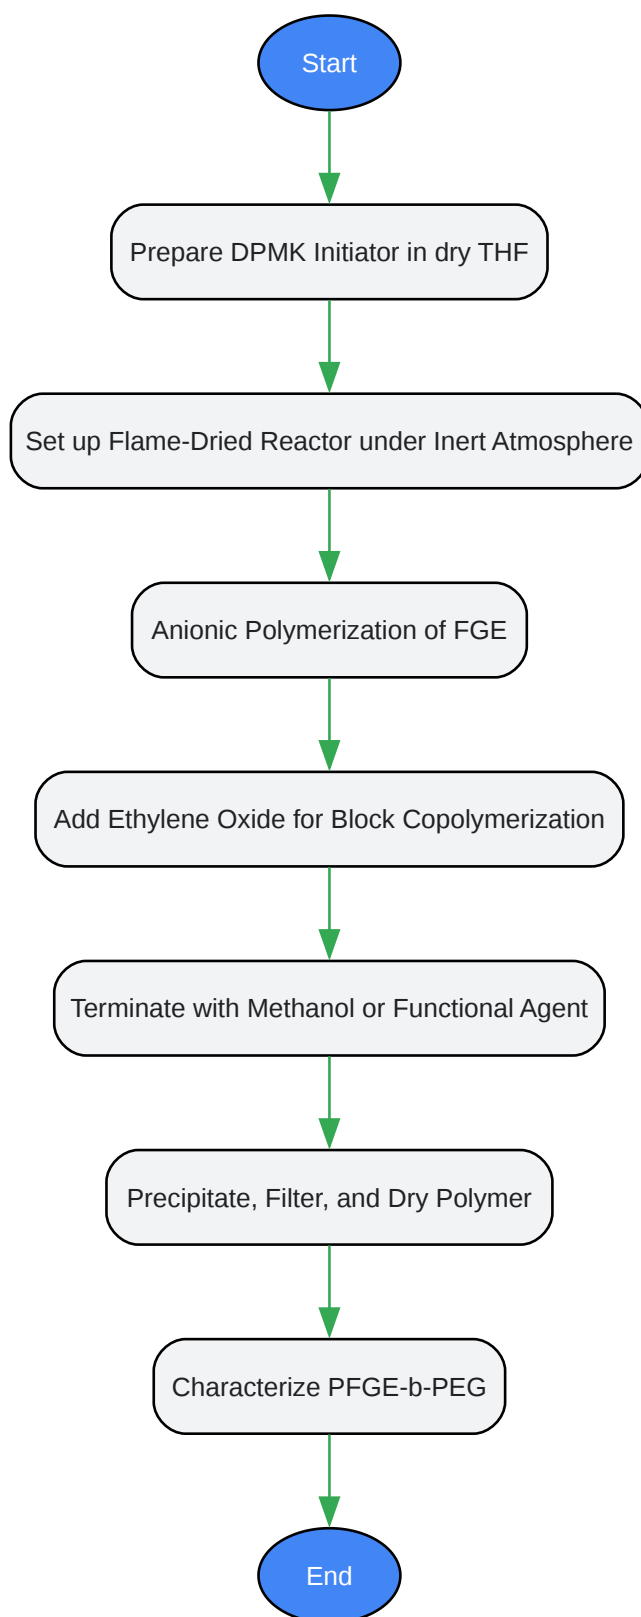 Start
Prepare DPMK Initiator in dry THF
Set up Flame-Dried Reactor under Inert Atmosphere
Anionic Polymerization of FGE
Add Ethylene Oxide for Block Copolymerization
Terminate with Methanol or Functional Agent
Precipitate, Filter, and Dry Polymer
Characterize PFGE-b-PEG
End